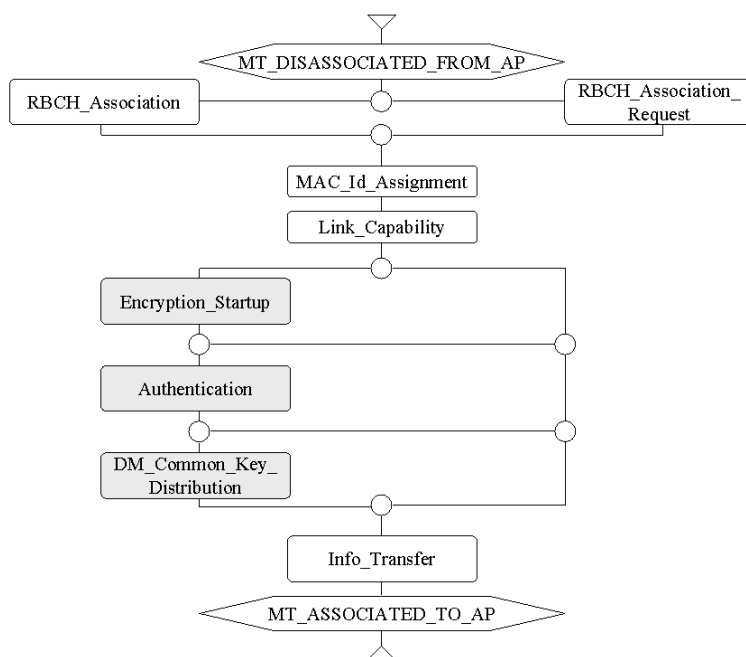 MT_DISASSOCIATED_FROM_AP
RBCH_Association
RBCH_Association_
Request
MAC_Id_Assignment
Link_Capability
Encryption_Startup
Authentication
DM_Common_Key_
Distribution
Info_Transfer
MT_ASSOCIATED_TO_AP